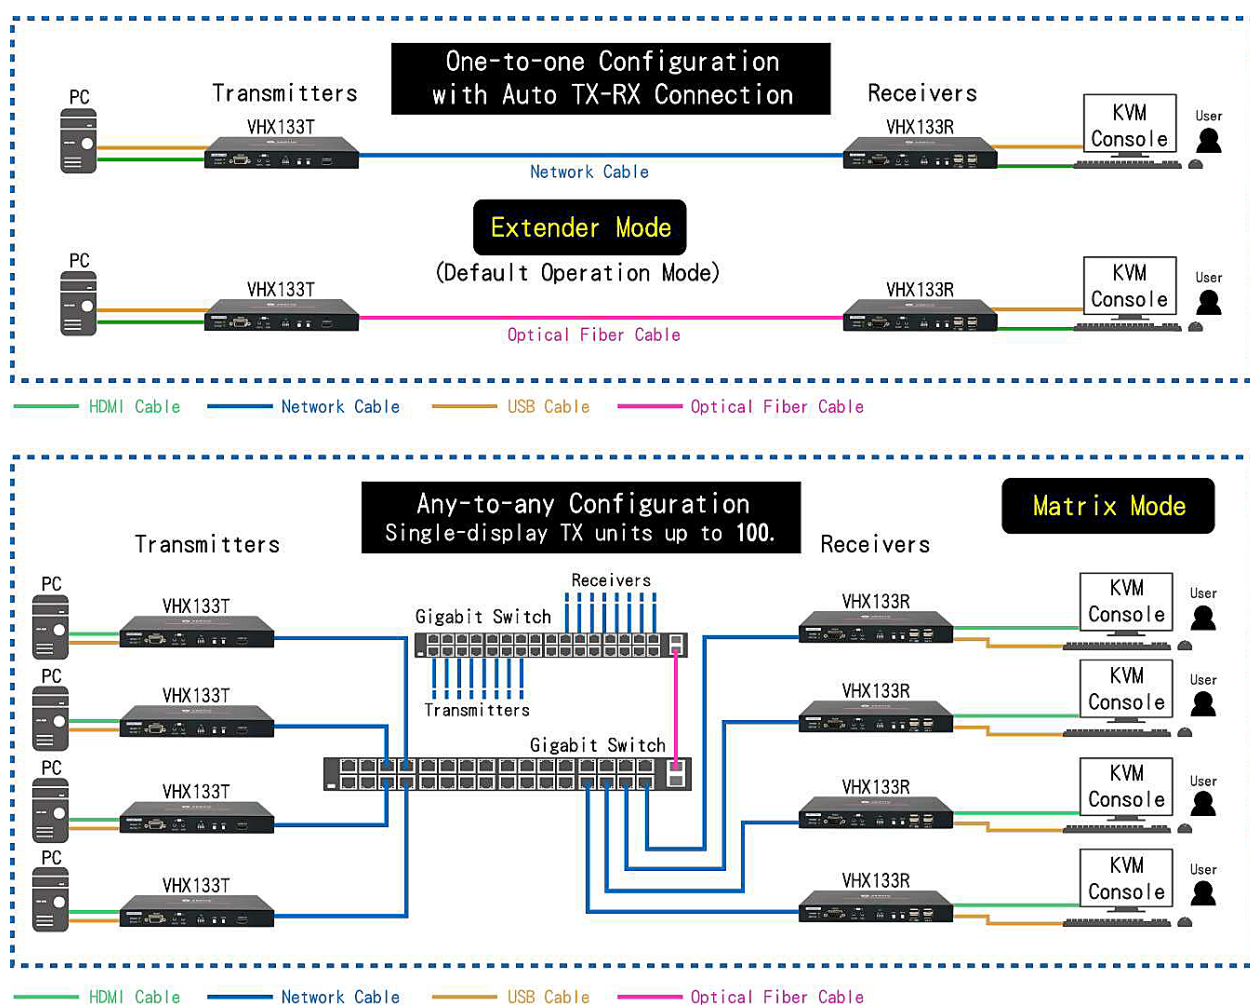 One-to-one Configuration
with Auto TX-RX Connection
PC
Transmitters
Receivers
VHX133T
VHX133R
KVM
Console
User
Network Cable
Extender Mode
(Default Operation Mode)
PC
VHX133T
VHX133R
KVM
Console
User
Optical Fiber Cable
HDMI Cable
Network Cable
USB Cable
Optical Fiber Cable
Any-to-any Configuration
Single-display TX units up to 100.
Matrix Mode
Transmitters
Receivers
Receivers
Gigabit Switch
Transmitters
Gigabit Switch
PC
VHX133T
VHX133R
KVM
Console
User
PC
VHX133T
VHX133R
KVM
Console
User
PC
VHX133T
VHX133R
KVM
Console
User
PC
VHX133T
VHX133R
KVM
Console
User
HDMI Cable
Network Cable
USB Cable
Optical Fiber Cable